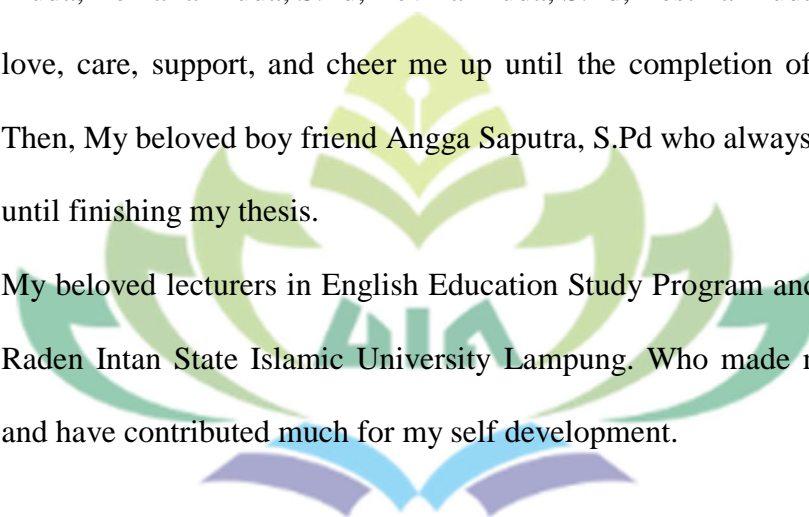 love, care, support, and cheer me up until the completion of
Then, My beloved boy friend Angga Saputra, S.Pd who always
until finishing my thesis.
My beloved lecturers in English Education Study Program and
Raden Intan State Islamic University Lampung. Who made
and have contributed much for my self development.